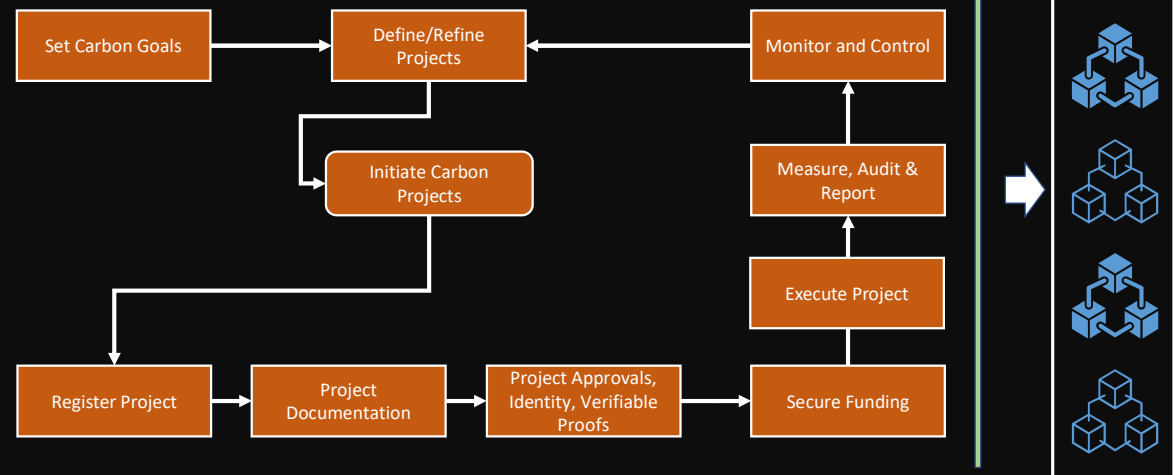 Set Carbon Goals
Define/Refine
Projects
Monitor and Control
Initiate Carbon
Projects
Measure, Audit &
Report
Execute Project
Register Project
Project
Documentation
Project Approvals,
Identity, Verifiable
Proofs
Secure Funding